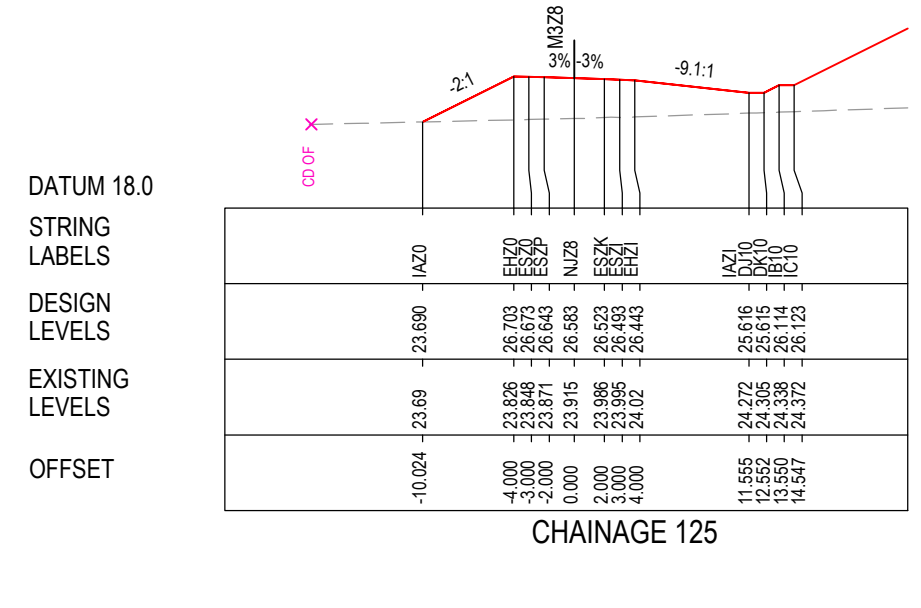 M3Z8
-2:1
3%
-3%
-9.1:1
CD OF
DATUM 18.0
STRING LABELS
IAZ0 EHZ0 ESZ0 ESZP NJZ8 ESZK ESZI EHZI IAZI DJ10 DK10 IB10 IC10
DESIGN LEVELS
23.690 26.703 26.673 26.643 26.583 26.523 26.493 26.443 25.616 25.615 26.114 26.123
EXISTING LEVELS
23.69 23.826 23.848 23.871 23.915 23.986 23.995 24.02 24.272 24.305 24.338 24.372
OFFSET
-10.024 -4.000 -3.000 -2.000 0.000 2.000 3.000 4.000 11.555 12.552 13.550 14.547
CHAINAGE 125